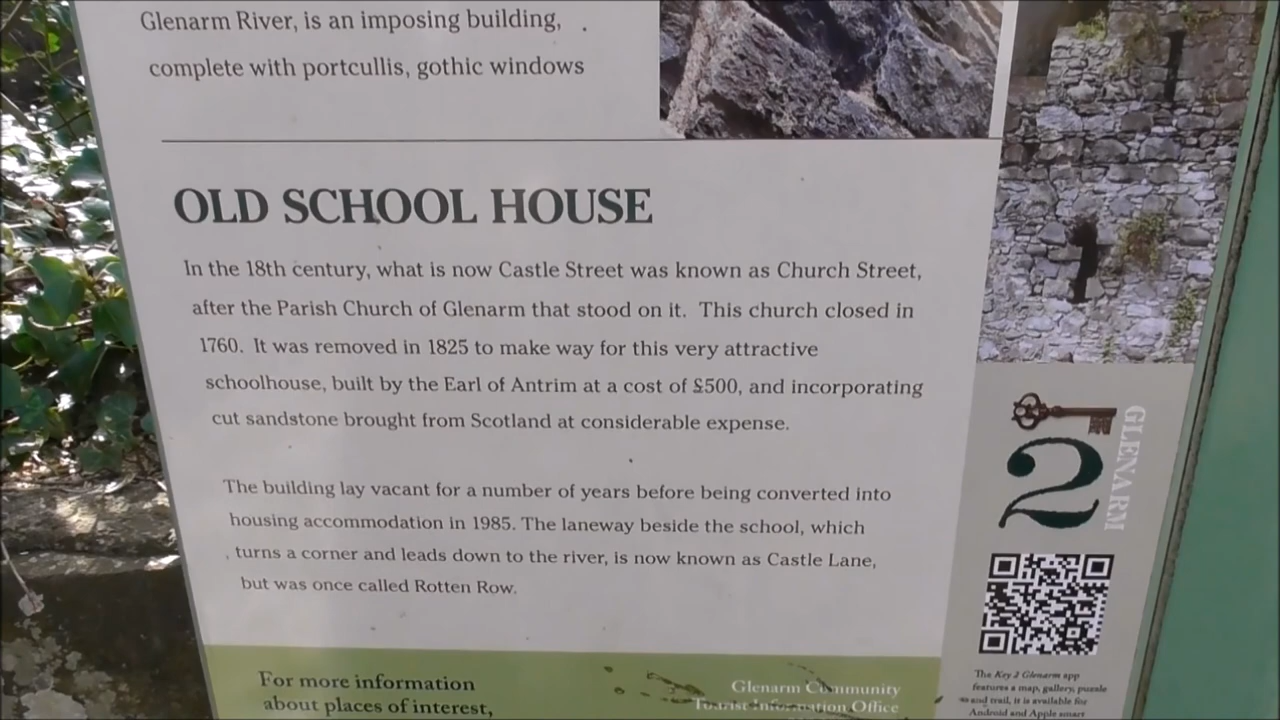 Glenarm River, is an imposing building,
complete with portcullis, gothic windows
OLD SCHOOL HOUSE
In the 18th century, what is now Castle Street was known as Church Street,
after the Parish Church of Glenarm that stood on it. This church closed in
1760. It was removed in 1825 to make way for this very attractive
schoolhouse, built by the Earl of Antrim at a cost of £500, and incorporating
cut sandstone brought from Scotland at considerable expense.
The building lay vacant for a number of years before being converted into
housing accommodation in 1985. The laneway beside the school, which
turns a corner and leads down to the river, is now known as Castle Lane,
but was once called Rotten Row.
For more information
about places of interest,
Glenarm Community
Tourist Information Office
2
GLENARM
The Key 2 Glenarm app
features a map, gallery, puzzle
and trail, it is available for
Android and Apple smart